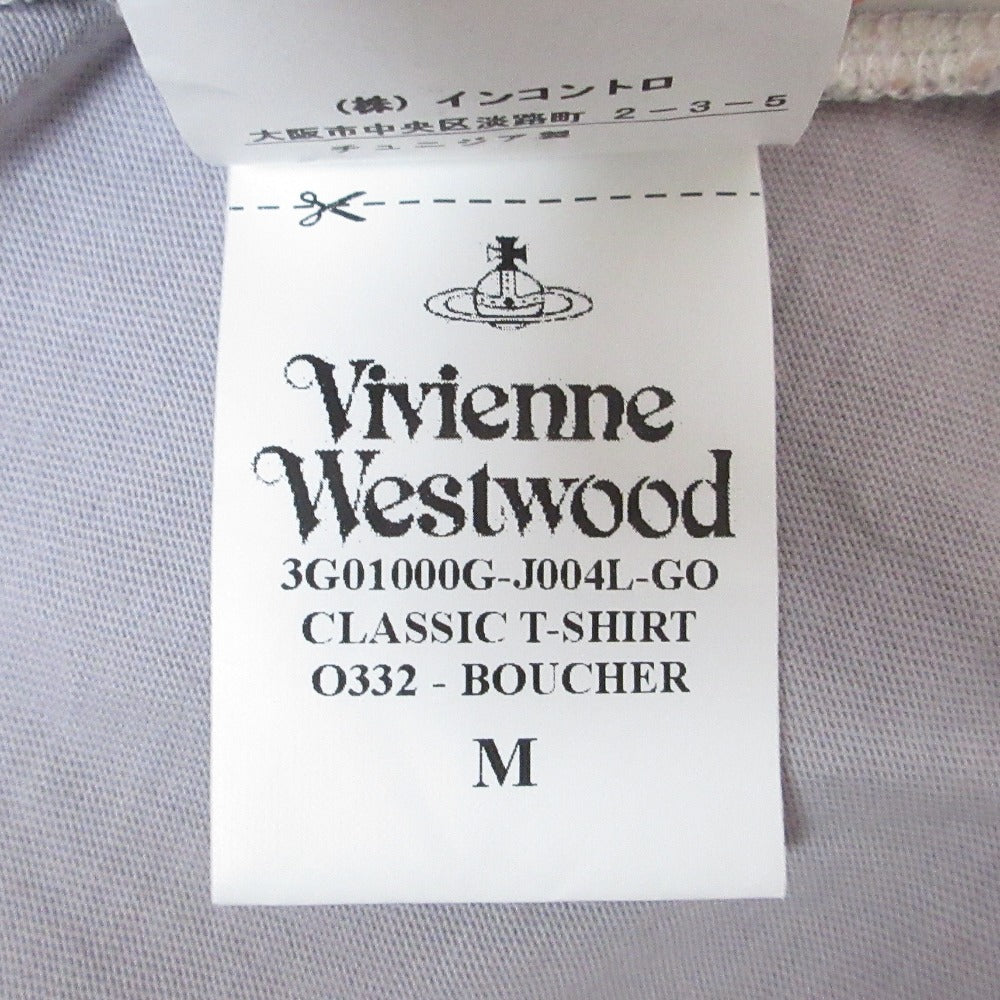 (株) インコントロ
大阪市中央区淡路町 2-3-5
チュニジア製
Vivienne
Westwood
3G01000G-J004L-GO
CLASSIC T-SHIRT
O332 - BOUCHER
M